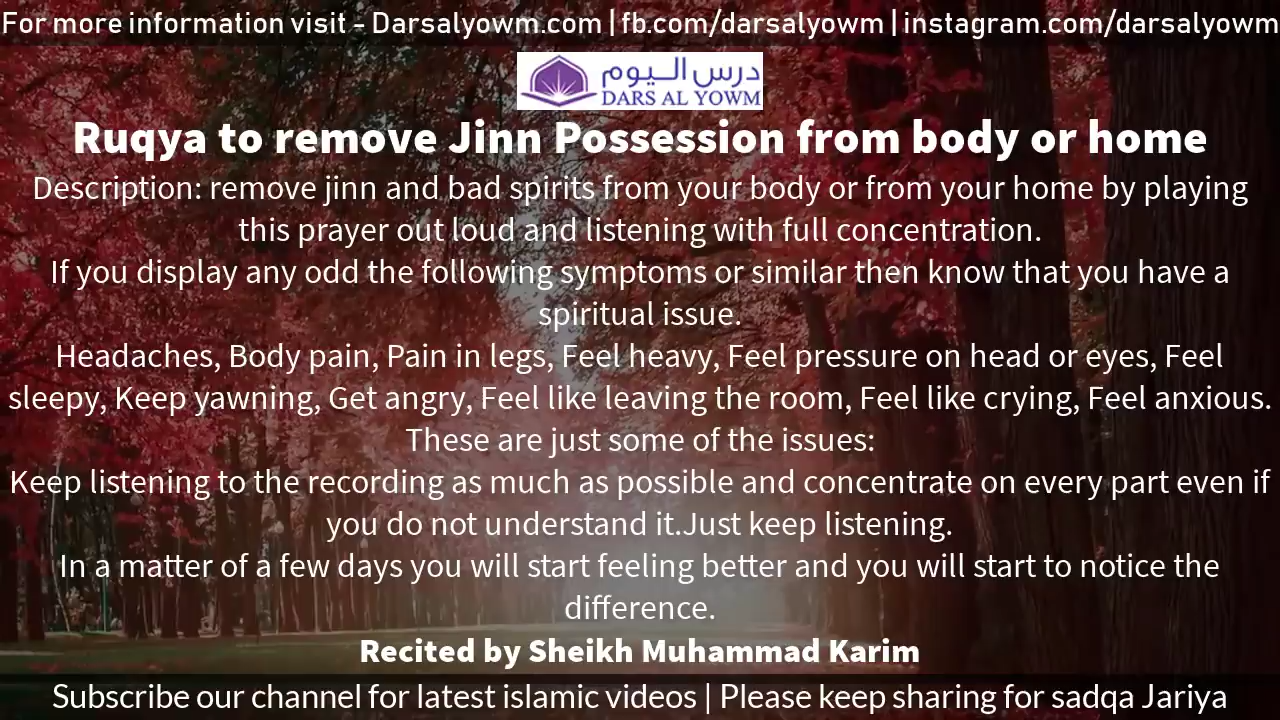 For more information visit - Darsalyowm.com | fb.com/darsalyowm | instagram.com/darsalyowm
درس اليوم
DARS AL YOWM
Ruqya to remove Jinn Possession from body or home
Description: remove jinn and bad spirits from your body or from your home by playing
this prayer out loud and listening with full concentration.
If you display any odd the following symptoms or similar then know that you have a
spiritual issue.
Headaches, Body pain, Pain in legs, Feel heavy, Feel pressure on head or eyes, Feel
sleepy, Keep yawning, Get angry, Feel like leaving the room, Feel like crying, Feel anxious.
These are just some of the issues:
Keep listening to the recording as much as possible and concentrate on every part even if
you do not understand it.Just keep listening.
In a matter of a few days you will start feeling better and you will start to notice the
difference.
Recited by Sheikh Muhammad Karim
Subscribe our channel for latest islamic videos | Please keep sharing for sadqa Jariya